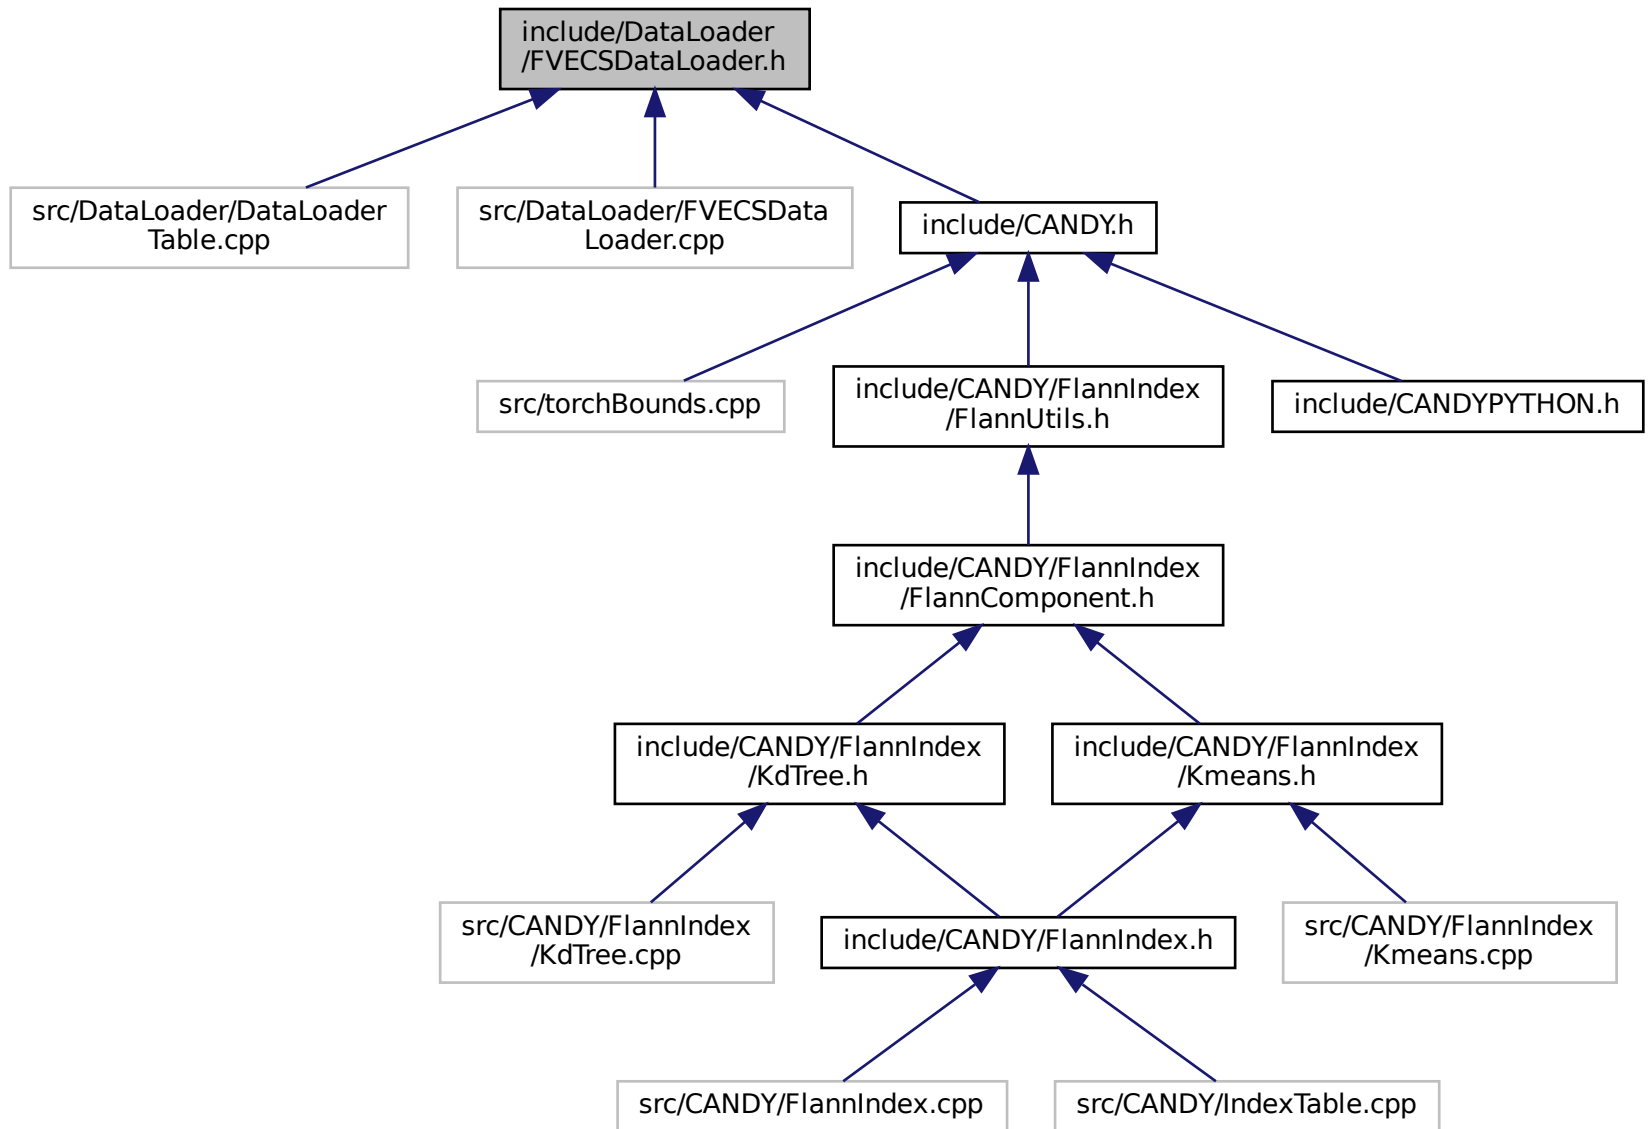 include/DataLoader
/FVECSDataLoader.h
src/DataLoader/DataLoader
Table.cpp
src/DataLoader/FVECSData
Loader.cpp
include/CANDY.h
src/torchBounds.cpp
include/CANDY/FlannIndex
/FlannUtils.h
include/CANDYPYTHON.h
include/CANDY/FlannIndex
/FlannComponent.h
include/CANDY/FlannIndex
/KdTree.h
include/CANDY/FlannIndex
/Kmeans.h
src/CANDY/FlannIndex
/KdTree.cpp
include/CANDY/FlannIndex.h
src/CANDY/FlannIndex
/Kmeans.cpp
src/CANDY/FlannIndex.cpp
src/CANDY/IndexTable.cpp